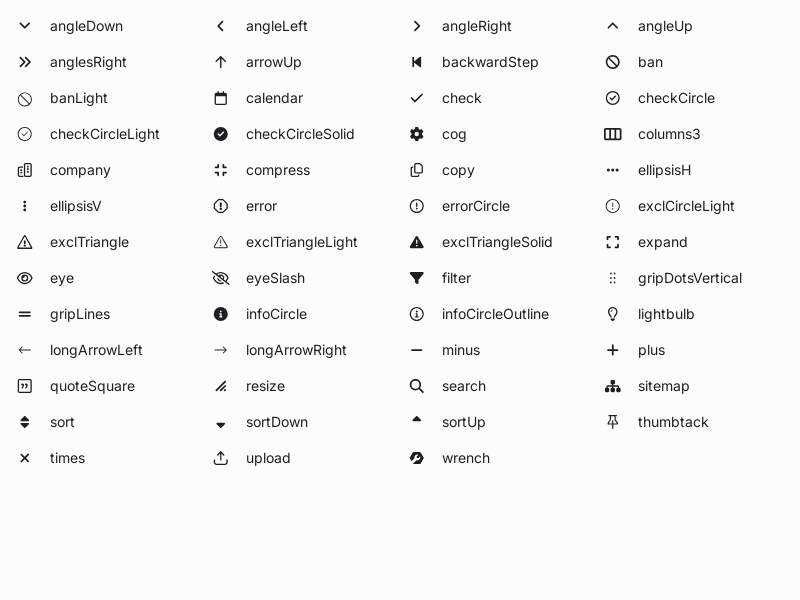 angleDown angleLeft angleRight angleUp
anglesRight arrowUp backwardStep ban
banLight calendar check checkCircle
checkCircleLight checkCircleSolid cog columns3
company compress copy ellipsisH
ellipsisV error errorCircle exclCircleLight
exclTriangle exclTriangleLight exclTriangleSolid expand
eye eyeSlash filter gripDotsVertical
gripLines infoCircle infoCircleOutline lightbulb
longArrowLeft longArrowRight minus plus
quoteSquare resize search sitemap
sort sortDown sortUp thumbtack
times upload wrench